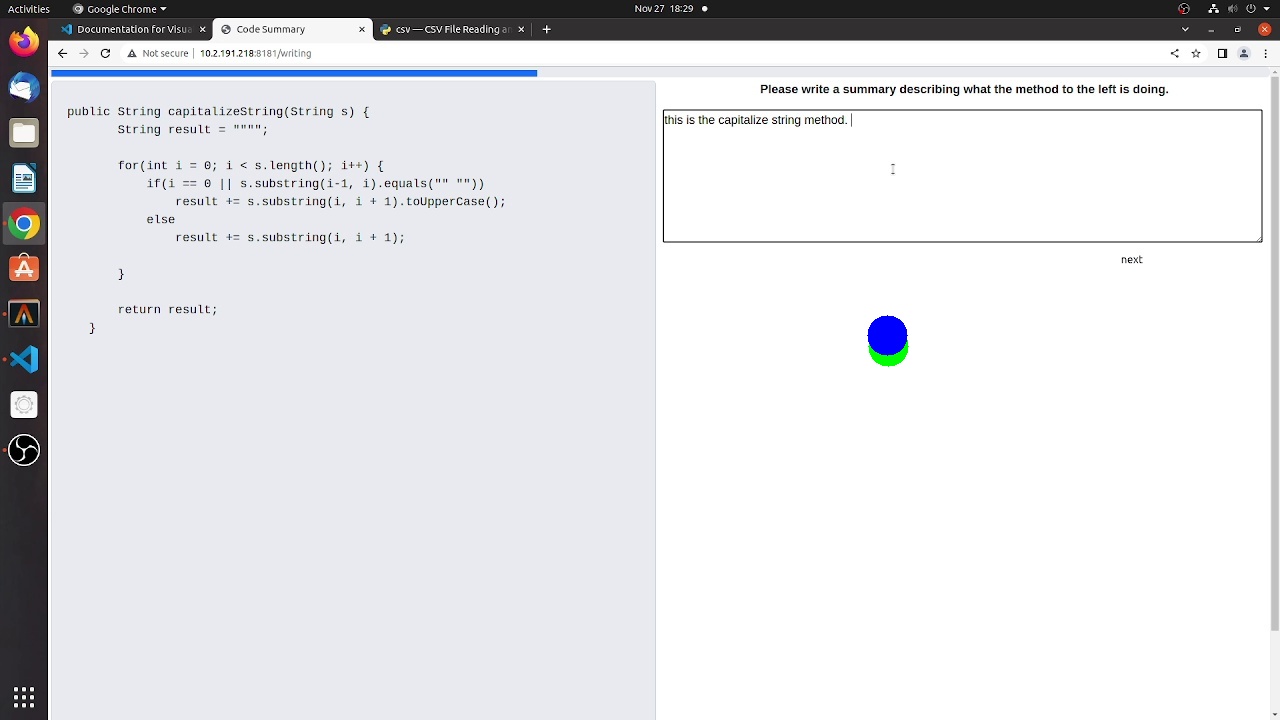 Activities
Google Chrome
Nov 27 18:29
Documentation for Visua
Code Summary
csv — CSV File Reading an
Not secure
10.2.191.218:8181/writing
public String capitalizeString(String s) {
String result = """";
for(int i = 0; i < s.length(); i++) {
if(i == 0 || s.substring(i-1, i).equals("" ""))
result += s.substring(i, i + 1).toUpperCase();
else
result += s.substring(i, i + 1);
}
return result;
}
Please write a summary describing what the method to the left is doing.
this is the capitalize string method.
next